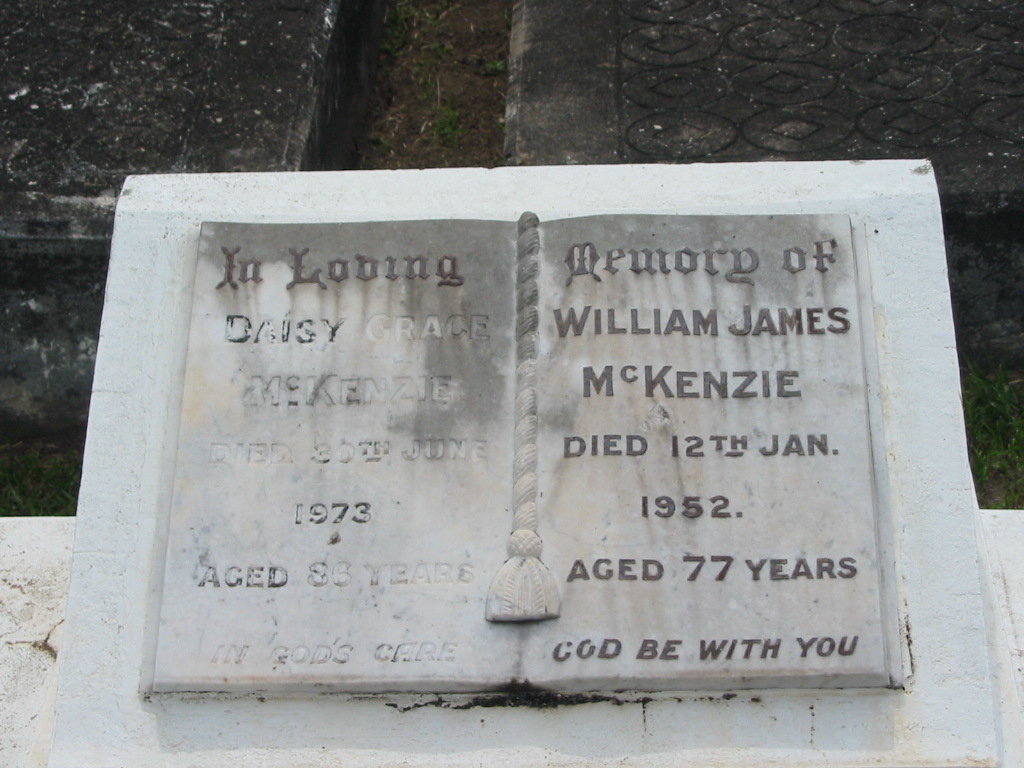 In Loving
DAISY GRACE
McKENZIE
DIED 30TH JUNE
1973
AGED YEARS
IN GOD'S CARE
Memory of
WILLIAM JAMES
McKENZIE
DIED 12TH JAN.
1952.
AGED 77 YEARS
GOD BE WITH YOU